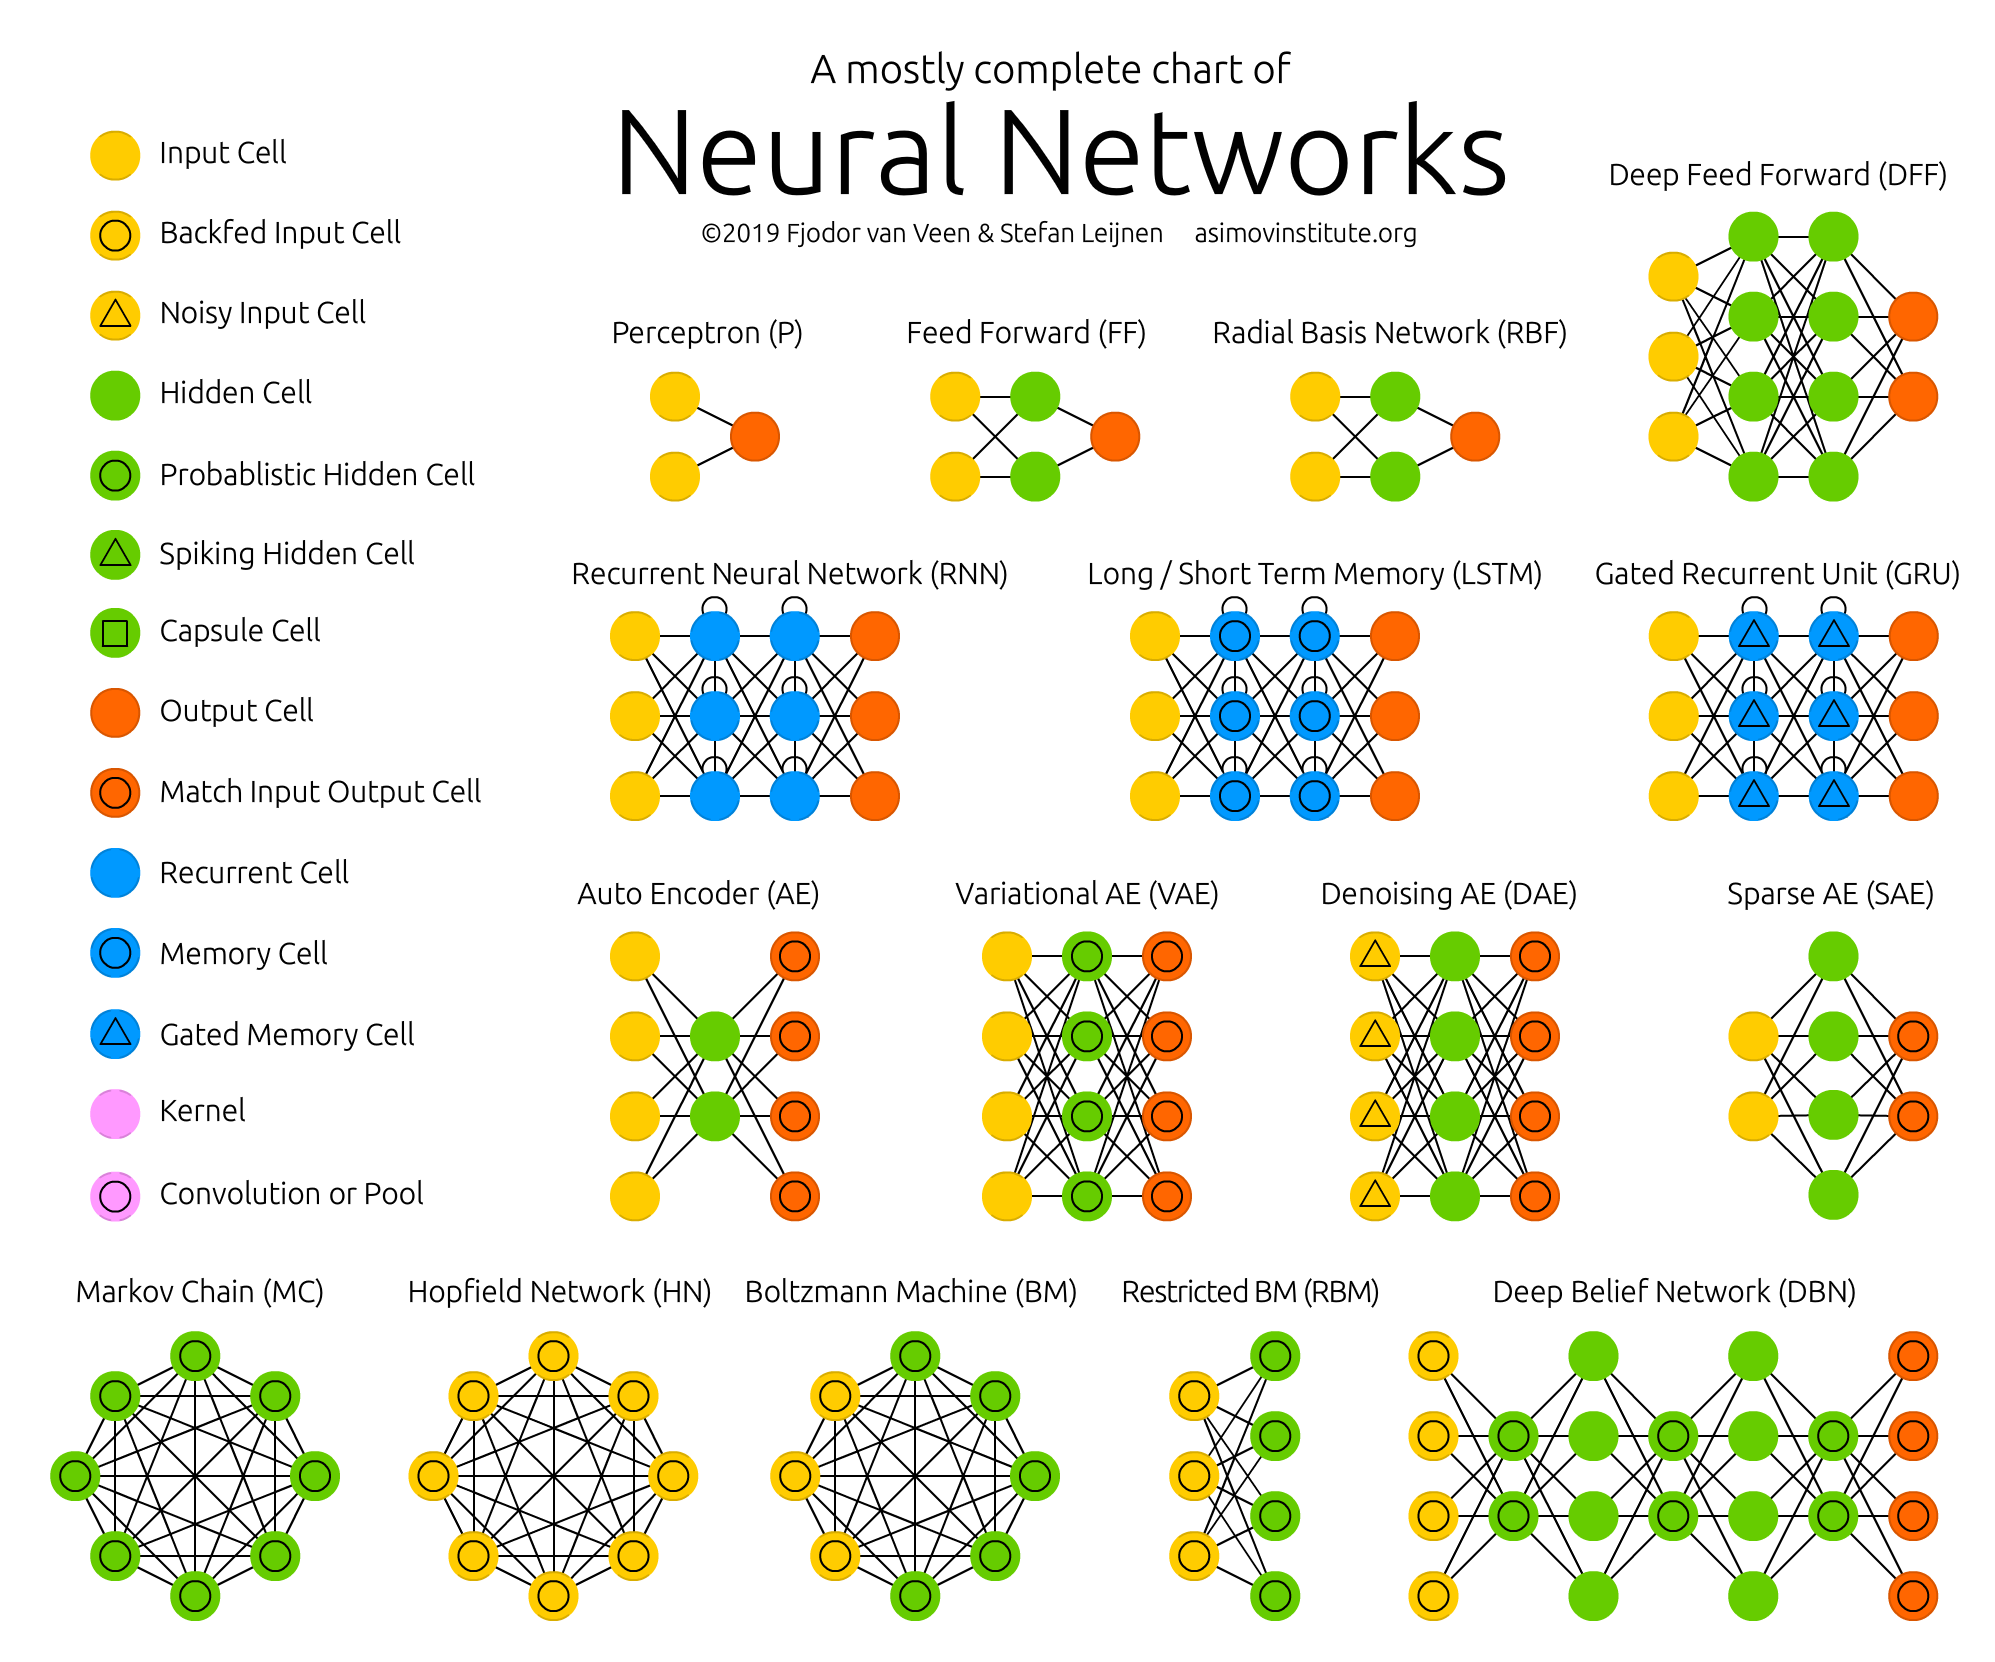 A mostly complete chart of
Neural Networks
©2019 Fjodor van Veen & Stefan Leijnen asimovinstitute.org
Input Cell
Backfed Input Cell
Noisy Input Cell
Hidden Cell
Probablistic Hidden Cell
Spiking Hidden Cell
Capsule Cell
Output Cell
Match Input Output Cell
Recurrent Cell
Memory Cell
Gated Memory Cell
Kernel
Convolution or Pool
Deep Feed Forward (DFF)
Perceptron (P)
Feed Forward (FF)
Radial Basis Network (RBF)
Recurrent Neural Network (RNN)
Long / Short Term Memory (LSTM)
Gated Recurrent Unit (GRU)
Auto Encoder (AE)
Variational AE (VAE)
Denoising AE (DAE)
Sparse AE (SAE)
Markov Chain (MC)
Hopfield Network (HN)
Boltzmann Machine (BM)
Restricted BM (RBM)
Deep Belief Network (DBN)